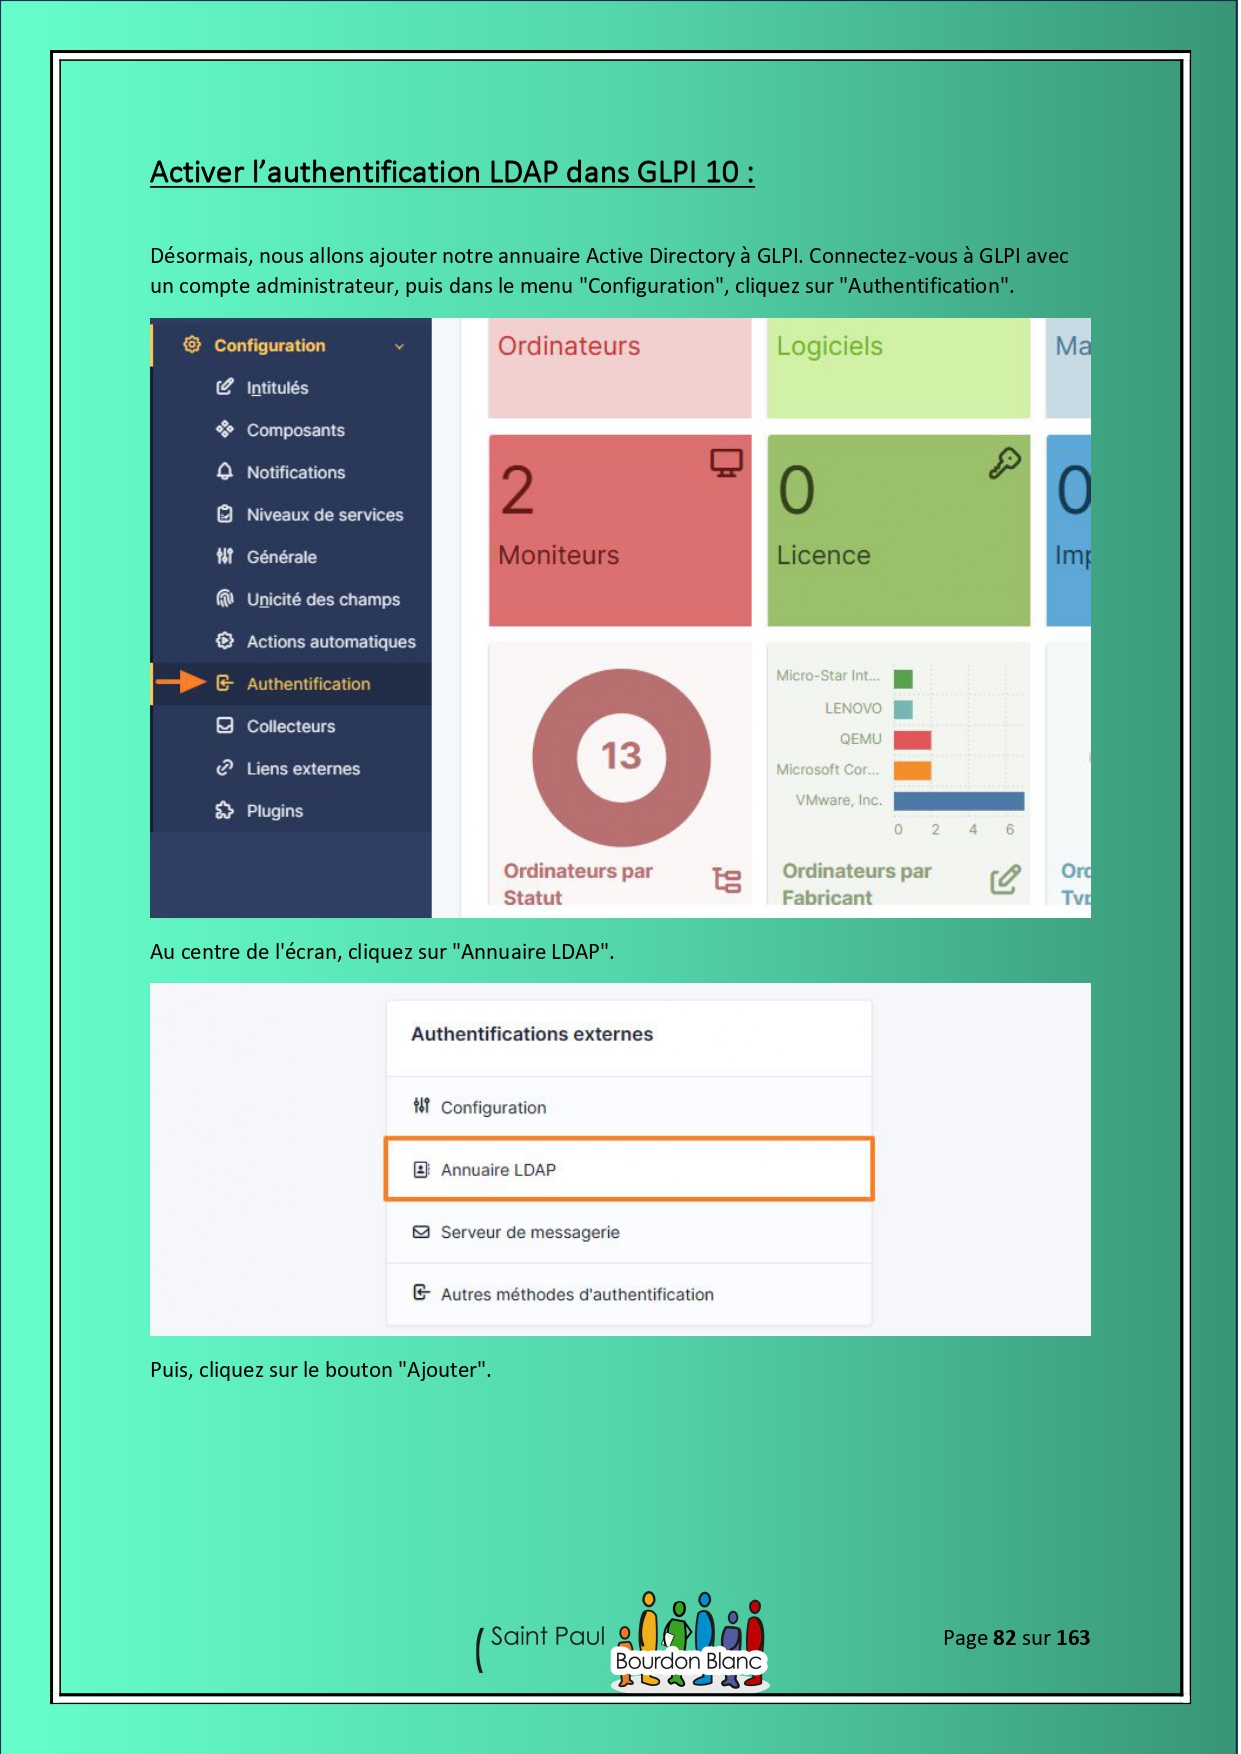 Activer l'authentification LDAP dans GLPI 10 :
Désormais, nous allons ajouter notre annuaire Active Directory à GLPI. Connectez-vous à GLPI avec
un compte administrateur, puis dans le menu "Configuration", cliquez sur "Authentification".
Configuration
Intitulés
Composants
Notifications
Niveaux de services
Générale
Unicité des champs
Actions automatiques
Authentification
Collecteurs
Liens externes
Plugins
Ordinateurs
Logiciels
Ma
2
Moniteurs
0
Licence
0
Imp
13
Ordinateurs par
Statut
Micro-Star Int...
LENOVO
QEMU
Microsoft Cor...
VMware, Inc.
0 2 4 6
Ordinateurs par
Fabricant
Ord
Typ
Au centre de l'écran, cliquez sur "Annuaire LDAP".
Authentifications externes
Configuration
Annuaire LDAP
Serveur de messagerie
Autres méthodes d'authentification
Puis, cliquez sur le bouton "Ajouter".
Saint Paul
Bourdon Blanc
Page 82 sur 163